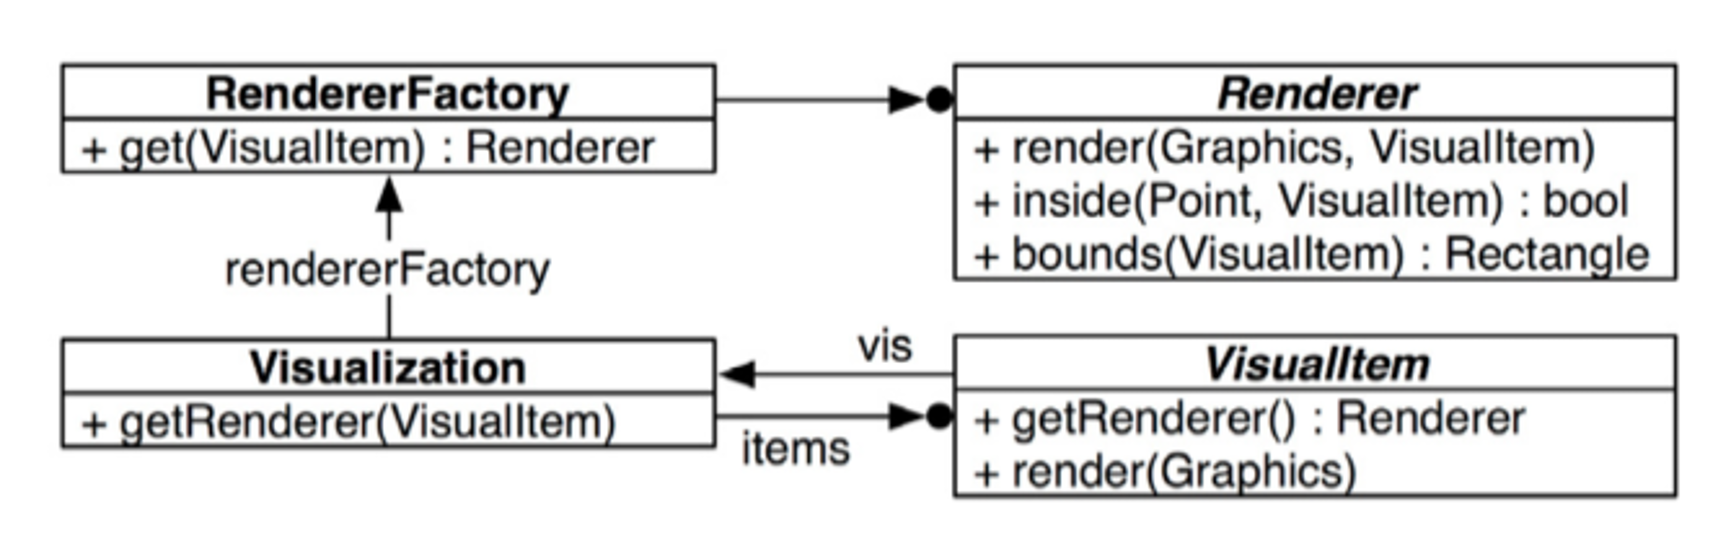 RendererFactory
+ get(VisualItem) : Renderer
Renderer
+ render(Graphics, VisualItem)
+ inside(Point, VisualItem) : bool
+ bounds(VisualItem) : Rectangle
rendererFactory
Visualization
+ getRenderer(VisualItem)
vis
items
VisualItem
+ getRenderer() : Renderer
+ render(Graphics)